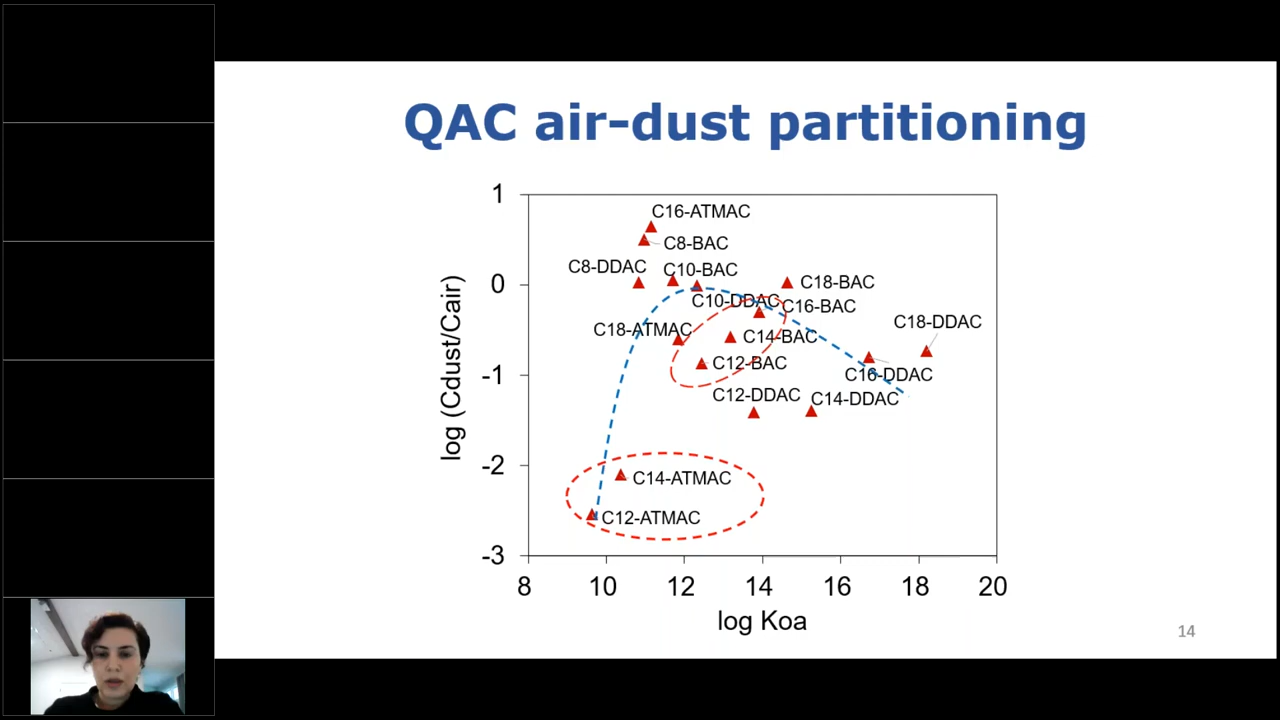 QAC air-dust partitioning
1
0
-1
-2
-3
log (Cdust/Cair)
C16-ATMAC
C8-BAC
C8-DDAC
C10-BAC
C18-BAC
C10-DDAC
C16-BAC
C18-ATMAC
C14-BAC
C18-DDAC
C12-BAC
C16-DDAC
C12-DDAC
C14-DDAC
C14-ATMAC
C12-ATMAC
8 10 12 14 16 18 20
log Koa
14